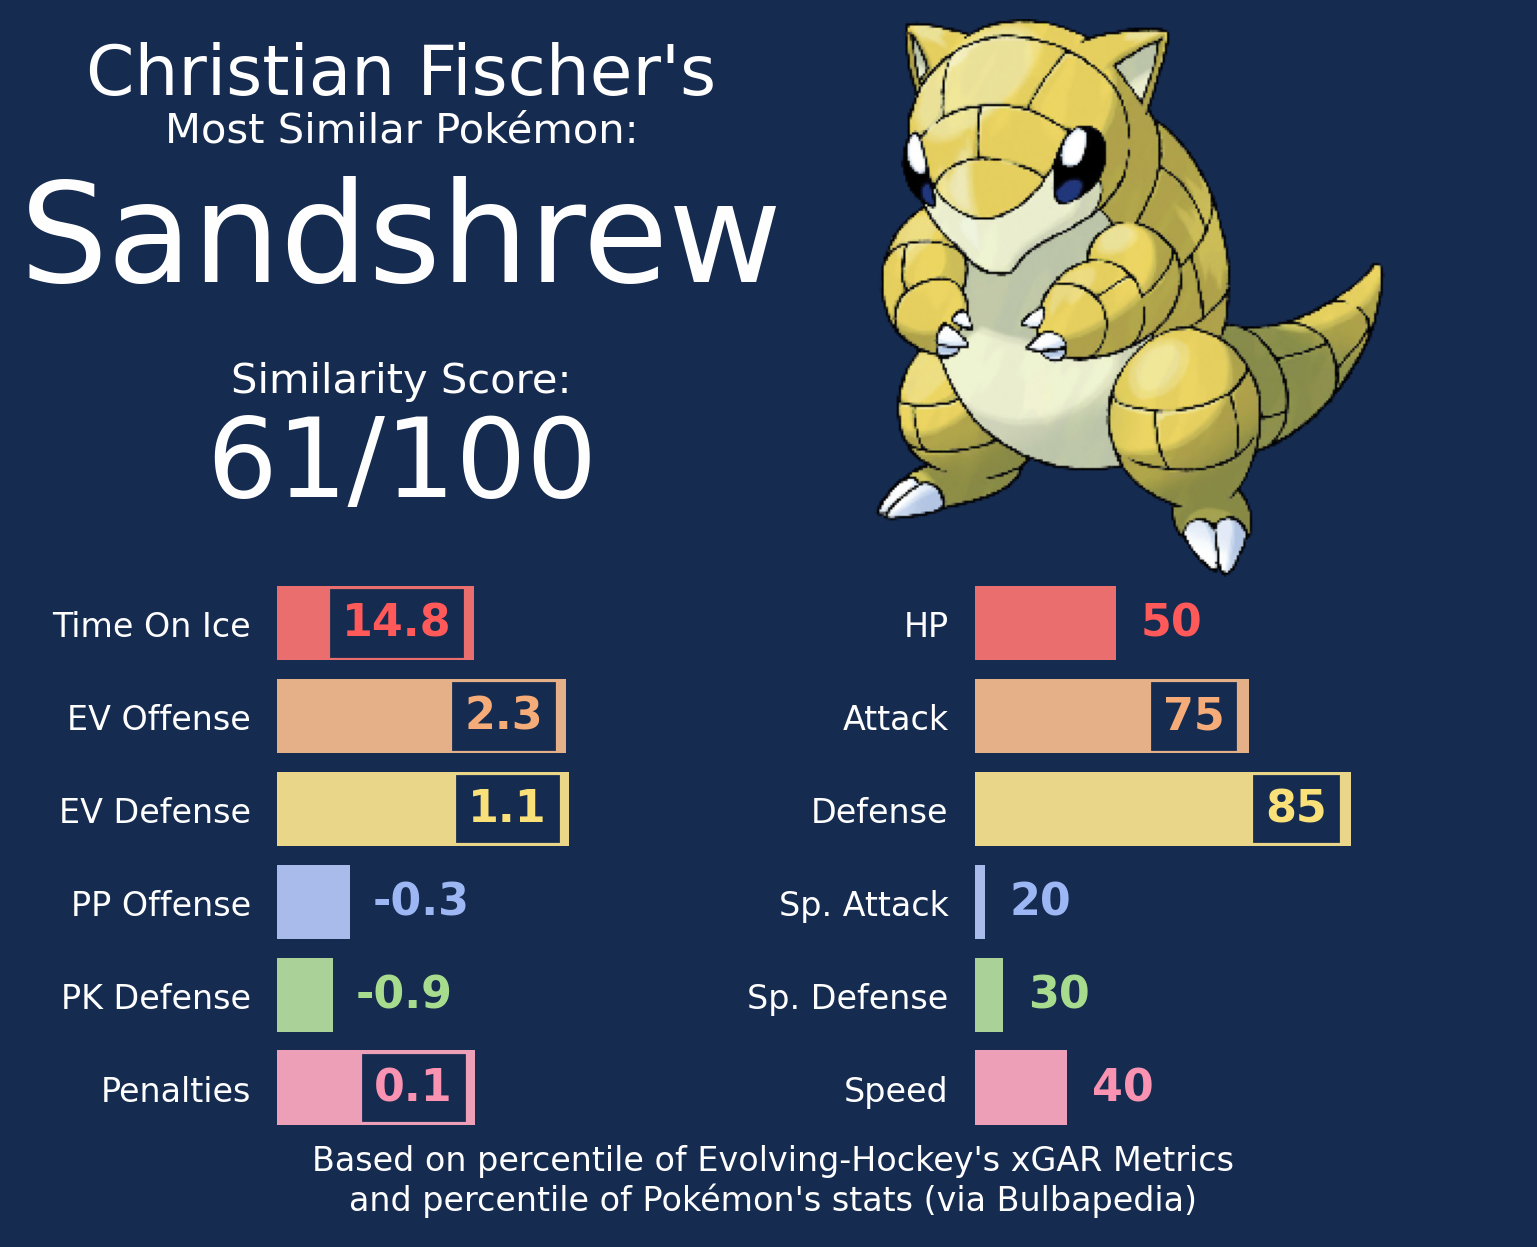 Christian Fischer's
Most Similar Pokémon:
Sandshrew
Similarity Score:
61/100
Time On Ice 14.8
EV Offense 2.3
EV Defense 1.1
PP Offense -0.3
PK Defense -0.9
Penalties 0.1
HP 50
Attack 75
Defense 85
Sp. Attack 20
Sp. Defense 30
Speed 40
Based on percentile of Evolving-Hockey's xGAR Metrics
and percentile of Pokémon's stats (via Bulbapedia)